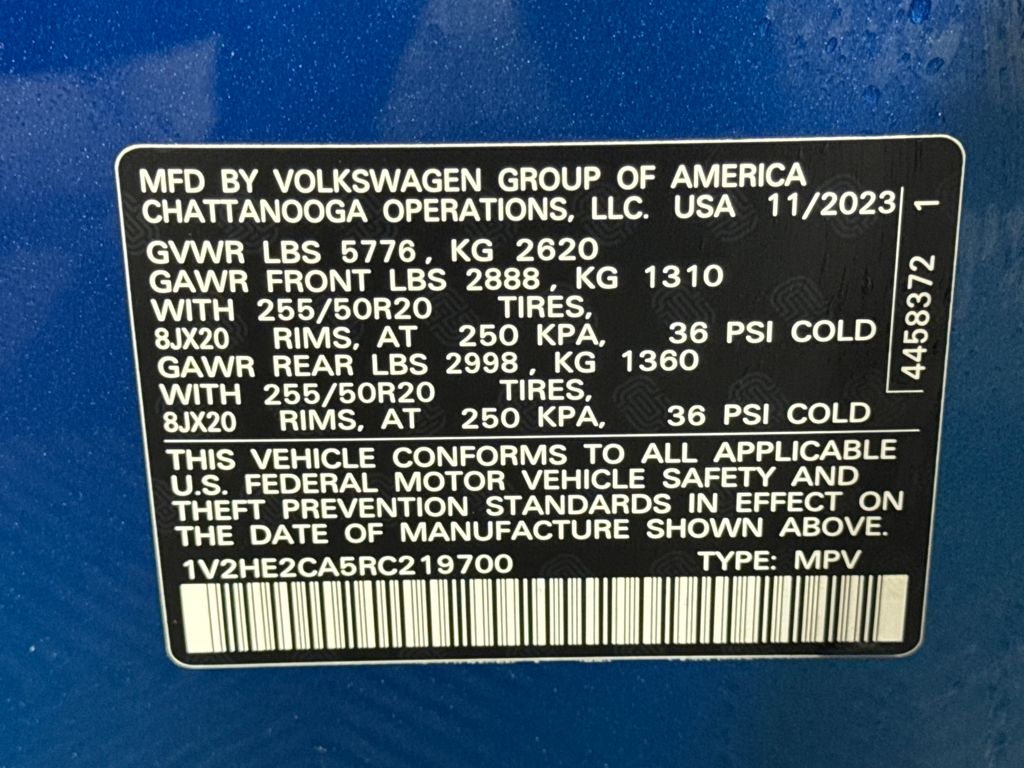 MFD BY VOLKSWAGEN GROUP OF AMERICA
CHATTANOOGA OPERATIONS, LLC. USA 11/2023
GVWR LBS 5776, KG 2620
GAWR FRONT LBS 2888, KG 1310
WITH 255/50R20 TIRES,
8JX20 RIMS, AT 250 KPA, 36 PSI COLD
GAWR REAR LBS 2998, KG 1360
WITH 255/50R20 TIRES,
8JX20 RIMS, AT 250 KPA, 36 PSI COLD
THIS VEHICLE CONFORMS TO ALL APPLICABLE
U.S. FEDERAL MOTOR VEHICLE SAFETY AND
THEFT PREVENTION STANDARDS IN EFFECT ON
THE DATE OF MANUFACTURE SHOWN ABOVE.
1V2HE2CA5RC219700 TYPE: MPV
4458372 1